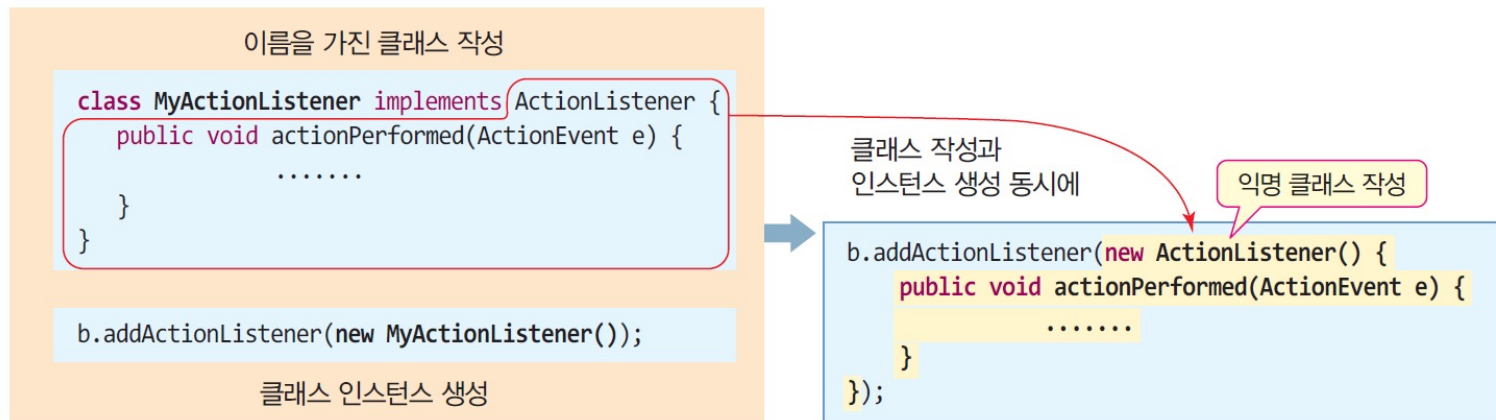 이름을 가진 클래스 작성
class MyActionListener implements ActionListener {
public void actionPerformed(ActionEvent e) {
.......
}
}
b.addActionListener(new MyActionListener());
클래스 인스턴스 생성
클래스 작성과
인스턴스 생성 동시에
익명 클래스 작성
b.addActionListener(new ActionListener() {
public void actionPerformed(ActionEvent e) {
.......
}
});